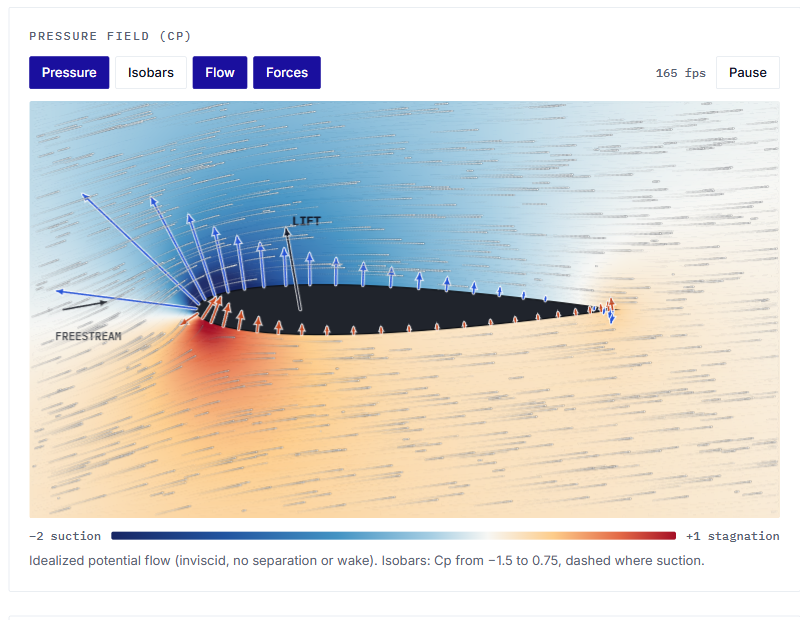 PRESSURE FIELD (CP)
Pressure Isobars Flow Forces 165 fps Pause
LIFT
FREESTREAM
−2 suction +1 stagnation
Idealized potential flow (inviscid, no separation or wake). Isobars: Cp from −1.5 to 0.75, dashed where suction.